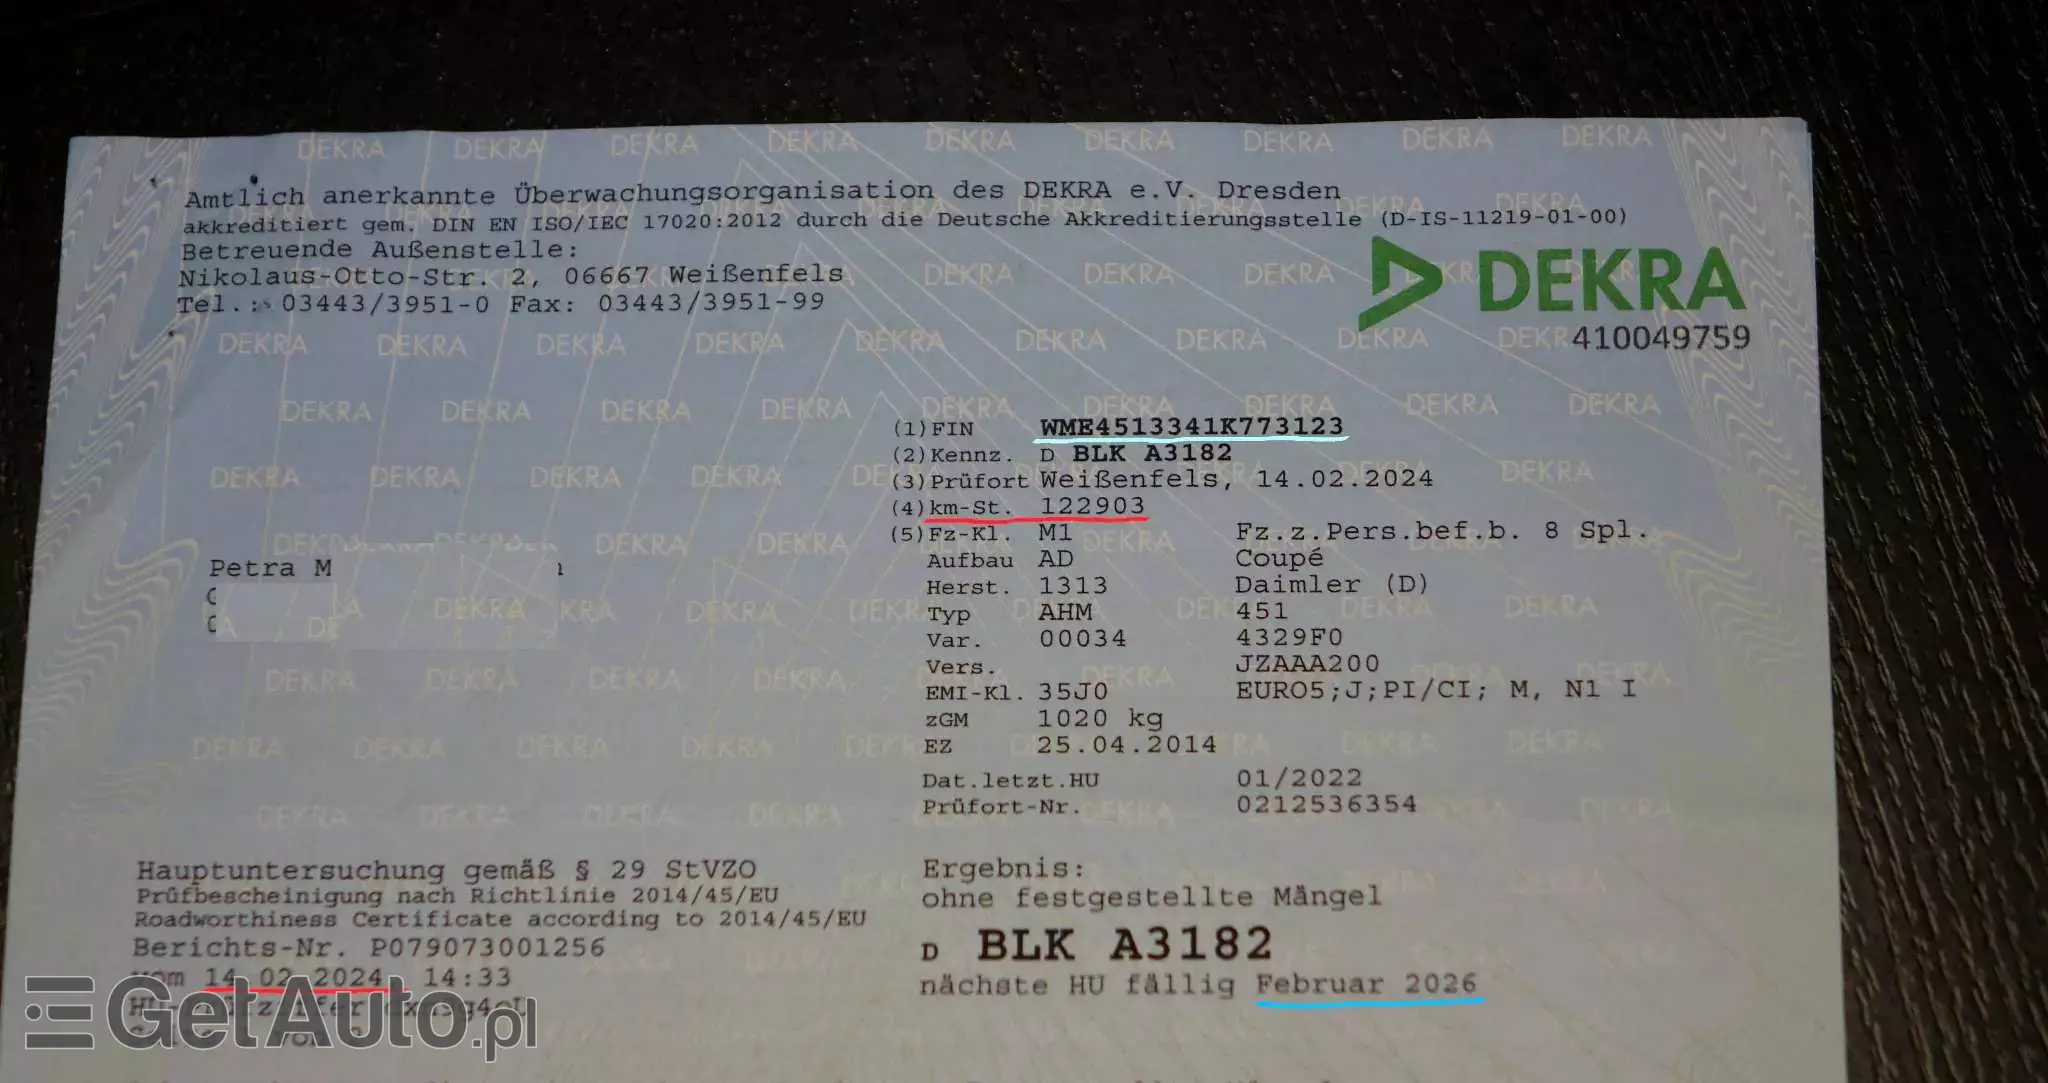 Amtlich anerkannte Überwachungsorganisation des DEKRA e.V. Dresden
akkreditiert gem. DIN EN ISO/IEC 17020:2012 durch die Deutsche Akkreditierungsstelle (D-IS-11219-01-00)
Betreuende Außenstelle:
Nikolaus-Otto-Str. 2, 06667 Weißenfels
Tel.: 03443/3951-0 Fax: 03443/3951-99
DEKRA
410049759
(1)FIN WME4513341K773123
(2)Kennz. D BLK A3182
(3)Prüfort Weißenfels, 14.02.2024
(4)km-St. 122903
(5)Fz-Kl. M1 Fz.z.Pers.bef.b. 8 Spl.
Aufbau AD Coupé
Herst. 1313 Daimler (D)
Typ AHM 451
Var. 00034 4329F0
Vers. JZAAA200
EMI-Kl. 35J0 EURO5;J;PI/CI; M, N1 I
zGM 1020 kg
EZ 25.04.2014
Dat.letzt.HU 01/2022
Prüfort-Nr. 0212536354
Petra M
Hauptuntersuchung gemäß § 29 StVZO
Prüfbescheinigung nach Richtlinie 2014/45/EU
Roadworthiness Certificate according to 2014/45/EU
Berichts-Nr. P079073001256
vom 14.02.2024, 14:33
Ergebnis:
ohne festgestellte Mängel
D BLK A3182
nächste HU fällig Februar 2026
GetAuto.pl